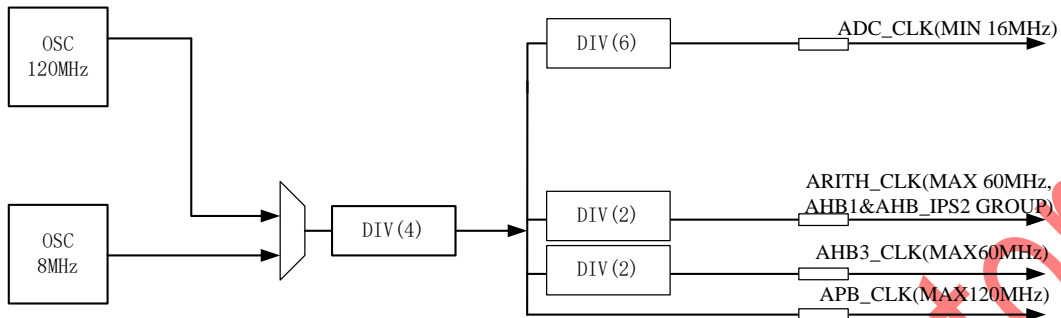 OSC
120MHz
DIV(6)
ADC_CLK(MIN 16MHz)
ARITH_CLK(MAX 60MHz,
AHB1&AHB_IPS2 GROUP)
DIV(2)
OSC
8MHz
DIV(4)
DIV(2)
AHB3_CLK(MAX60MHz)
APB_CLK(MAX120MHz)